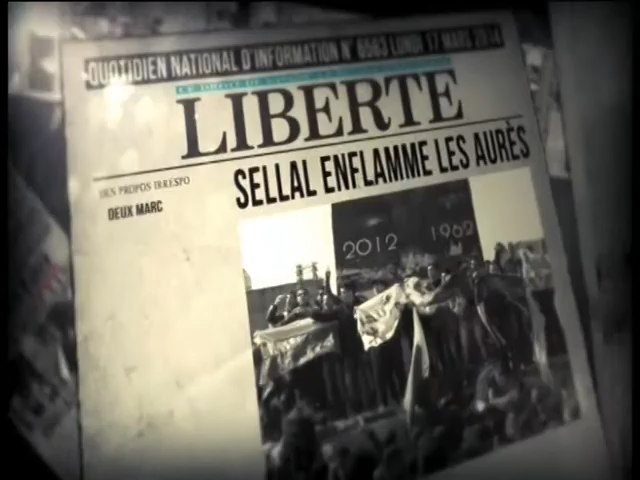 QUOTIDIEN NATIONAL D'INFORMATION N° 6563 LUNDI 17 MARS 2014
LIBERTE
SELLAL ENFLAMME LES AURÈS
DES PROPOS IRRESPO
DEUX MARC
2012 1962